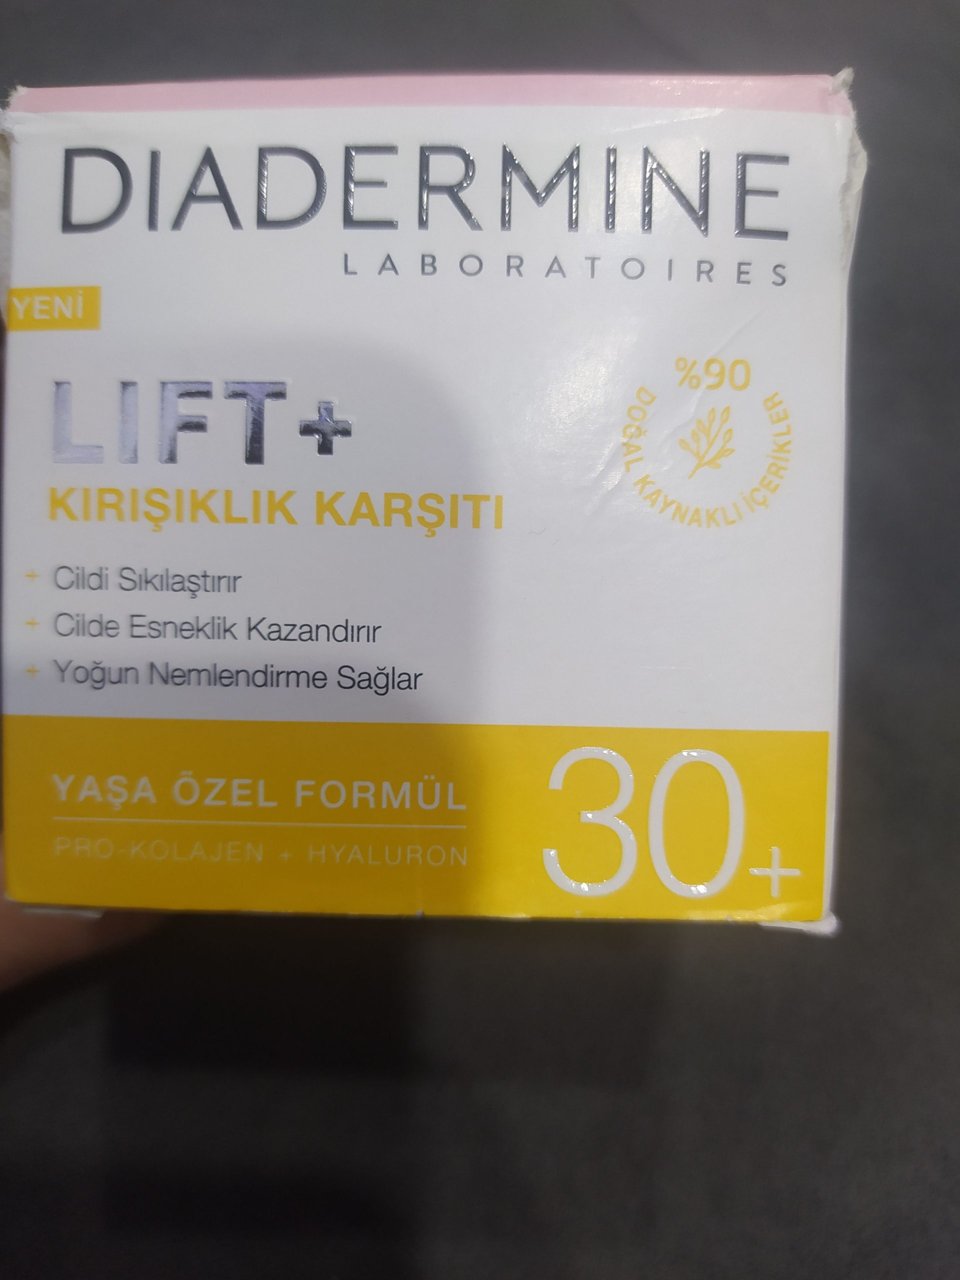 DIADERMINE
LABORATOIRES
YENİ
LIFT+
KIRIŞIKLIK KARŞITI
%90
DOĞAL KAYNAKLI İÇERİKLER
+ Cildi Sıkılaştırır
+ Cilde Esneklik Kazandırır
+ Yoğun Nemlendirme Sağlar
YAŞA ÖZEL FORMÜL
PRO-KOLAJEN + HYALURON
30+